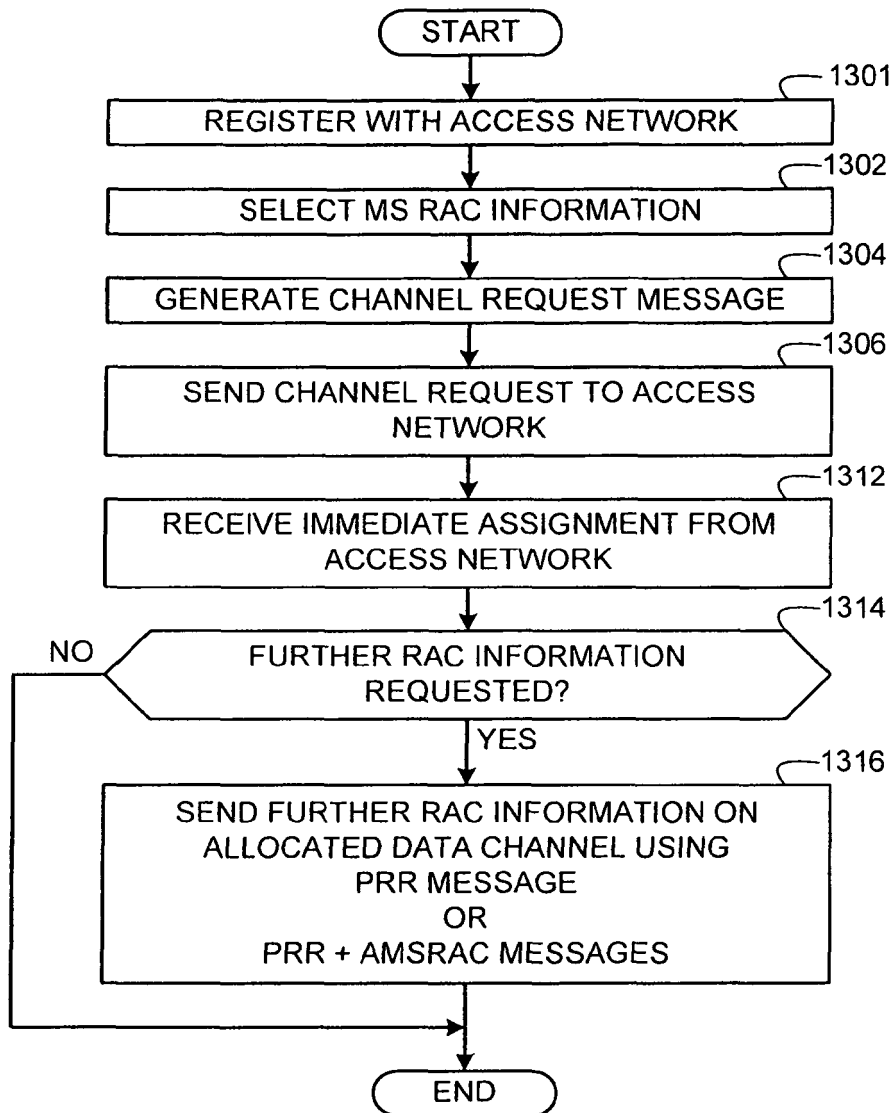 START
1301
REGISTER WITH ACCESS NETWORK
1302
SELECT MS RAC INFORMATION
1304
GENERATE CHANNEL REQUEST MESSAGE
1306
SEND CHANNEL REQUEST TO ACCESS
NETWORK
1312
RECEIVE IMMEDIATE ASSIGNMENT FROM
ACCESS NETWORK
1314
NO
FURTHER RAC INFORMATION
REQUESTED?
YES
1316
SEND FURTHER RAC INFORMATION ON
ALLOCATED DATA CHANNEL USING
PRR MESSAGE
OR
PRR + AMSRAC MESSAGES
END